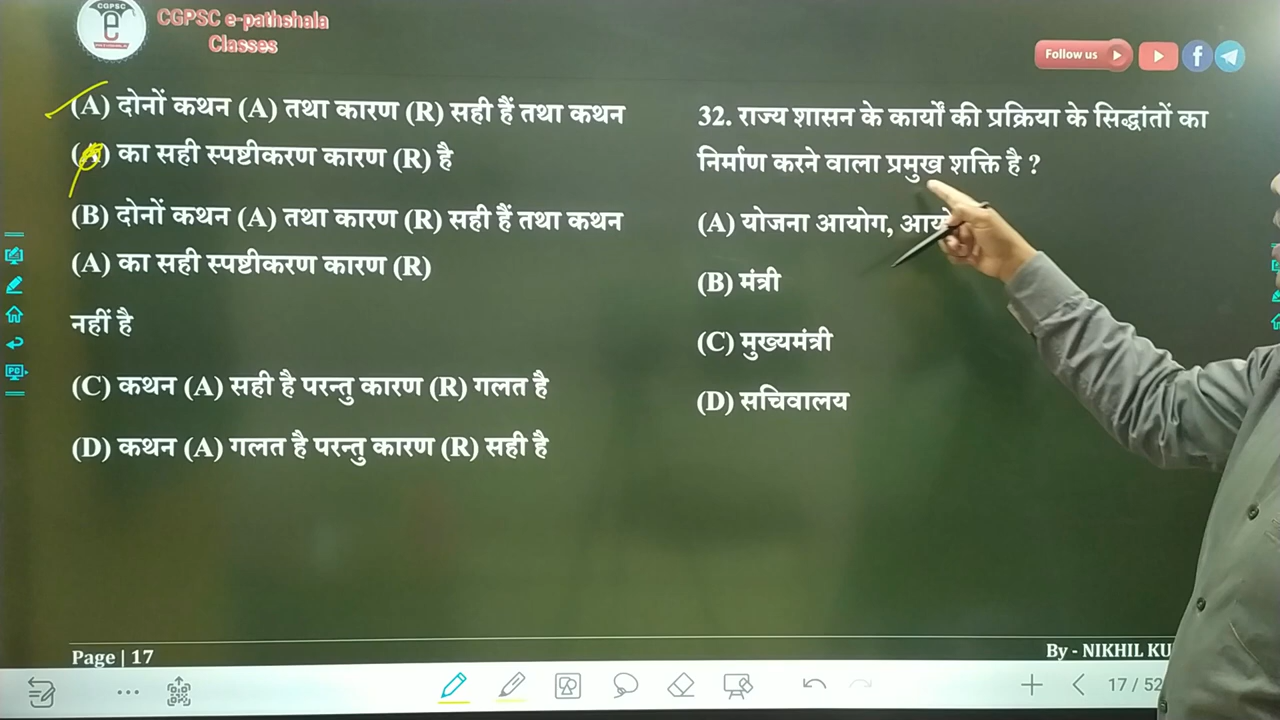 CGPSC
e
CGPSC e-pathshala
Classes
Follow us
(A) दोनों कथन (A) तथा कारण (R) सही हैं तथा कथन
(A) का सही स्पष्टीकरण कारण (R) है
(B) दोनों कथन (A) तथा कारण (R) सही हैं तथा कथन
(A) का सही स्पष्टीकरण कारण (R)
नहीं है
(C) कथन (A) सही है परन्तु कारण (R) गलत है
(D) कथन (A) गलत है परन्तु कारण (R) सही है
32. राज्य शासन के कार्यों की प्रक्रिया के सिद्धांतों का
निर्माण करने वाला प्रमुख शक्ति है ?
(A) योजना आयोग,
(B) मंत्री
(C) मुख्यमंत्री
(D) सचिवालय
Page | 17
By - NIKHIL
17 / 52